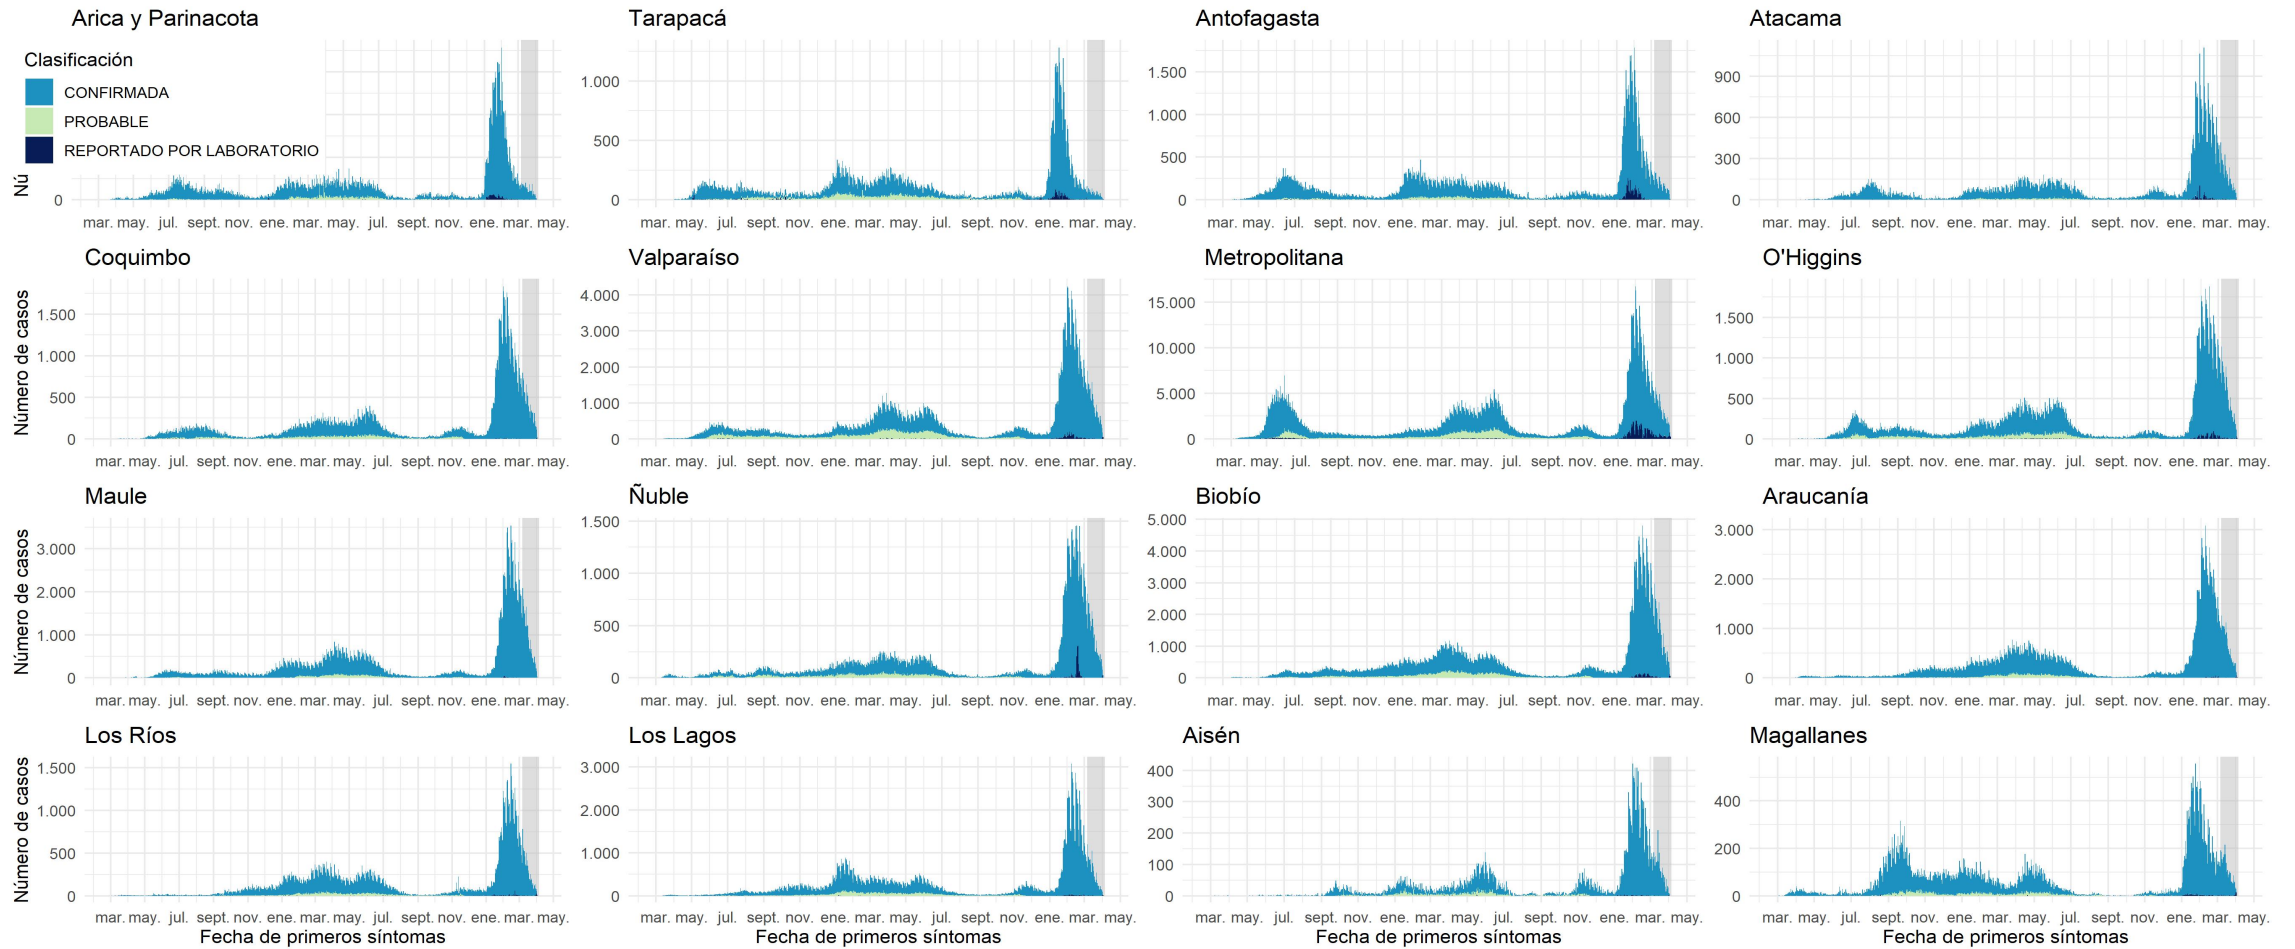 Arica y Parinacota
Clasificación
CONFIRMADA
PROBABLE
REPORTADO POR LABORATORIO
Nú
0
mar. may. jul. sept. nov. ene. mar. may. jul. sept. nov. ene. mar. may.
Tarapacá
1.000
500
0
mar. may. jul. sept. nov. ene. mar. may. jul. sept. nov. ene. mar. may.
Antofagasta
1.500
1.000
500
0
mar. may. jul. sept. nov. ene. mar. may. jul. sept. nov. ene. mar. may.
Atacama
900
600
300
0
mar. may. jul. sept. nov. ene. mar. may. jul. sept. nov. ene. mar. may.
Coquimbo
Número de casos
1.500
1.000
500
0
mar. may. jul. sept. nov. ene. mar. may. jul. sept. nov. ene. mar. may.
Valparaíso
4.000
3.000
2.000
1.000
0
mar. may. jul. sept. nov. ene. mar. may. jul. sept. nov. ene. mar. may.
Metropolitana
15.000
10.000
5.000
0
mar. may. jul. sept. nov. ene. mar. may. jul. sept. nov. ene. mar. may.
O'Higgins
1.500
1.000
500
0
mar. may. jul. sept. nov. ene. mar. may. jul. sept. nov. ene. mar. may.
Maule
Número de casos
3.000
2.000
1.000
0
mar. may. jul. sept. nov. ene. mar. may. jul. sept. nov. ene. mar. may.
Ñuble
1.500
1.000
500
0
mar. may. jul. sept. nov. ene. mar. may. jul. sept. nov. ene. mar. may.
Biobío
5.000
4.000
3.000
2.000
1.000
0
mar. may. jul. sept. nov. ene. mar. may. jul. sept. nov. ene. mar. may.
Araucanía
3.000
2.000
1.000
0
mar. may. jul. sept. nov. ene. mar. may. jul. sept. nov. ene. mar. may.
Los Ríos
Número de casos
1.500
1.000
500
0
mar. may. jul. sept. nov. ene. mar. may. jul. sept. nov. ene. mar. may.
Fecha de primeros síntomas
Los Lagos
3.000
2.000
1.000
0
mar. may. jul. sept. nov. ene. mar. may. jul. sept. nov. ene. mar. may.
Fecha de primeros síntomas
Aisén
400
300
200
100
0
mar. may. jul. sept. nov. ene. mar. may. jul. sept. nov. ene. mar. may.
Fecha de primeros síntomas
Magallanes
400
200
0
mar. may. jul. sept. nov. ene. mar. may. jul. sept. nov. ene. mar. may.
Fecha de primeros síntomas